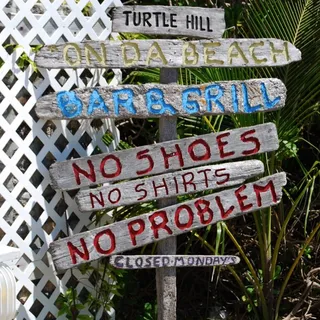 TURTLE HILL
ON DA BEACH
BAR&GRILL
NO SHOES
NO SHIRTS
NO PROBLEM
CLOSED·MONDAYS